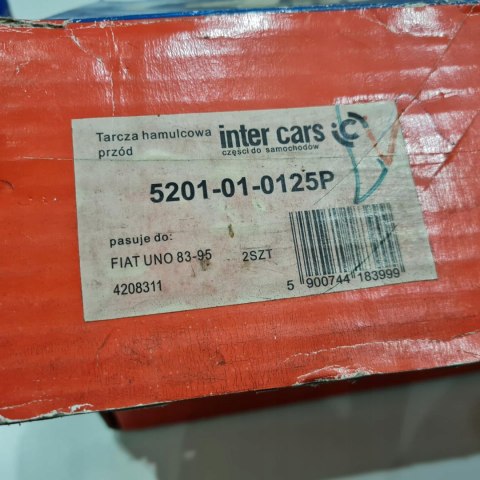 Tarcza hamulcowa
przód
inter cars
części do samochodów
5201-01-0125P
pasuje do:
FIAT UNO 83-95 2SZT
4208311
5 900744 183999